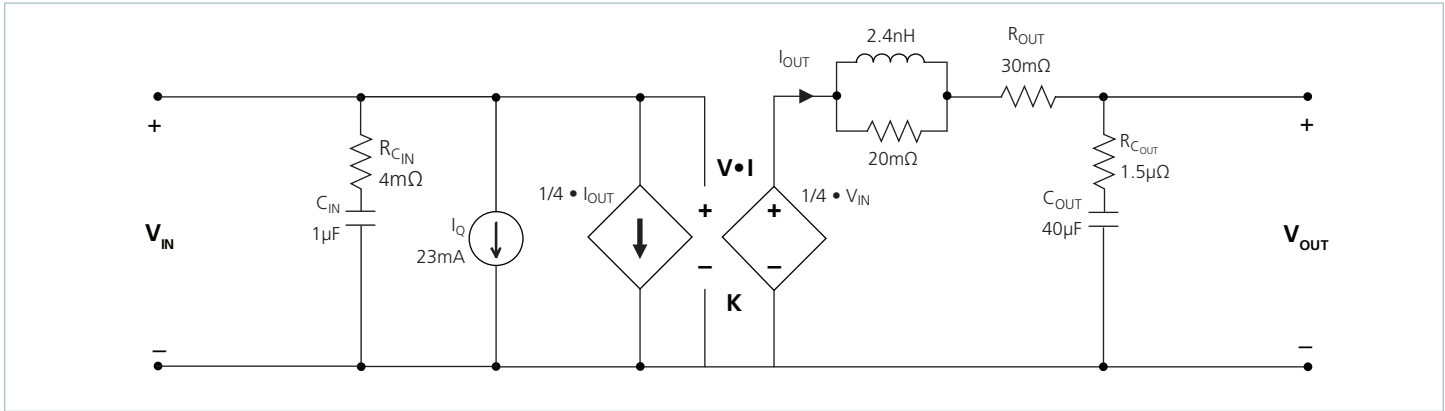 2.4nH
I_OUT
R_OUT
30mΩ
20mΩ
+
R_C_IN
4mΩ
C_IN
1µF
V_IN
−
I_Q
23mA
1/4 • I_OUT
V•I
+
−
K
+
−
1/4 • V_IN
R_C_OUT
1.5µΩ
C_OUT
40µF
+
V_OUT
−